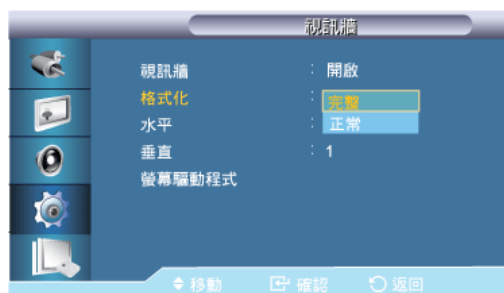 視訊牆
視訊牆 : 開啟
格式化 : 完整
水平 : 正常
垂直 : 1
螢幕驅動程式
移動 確認 返回